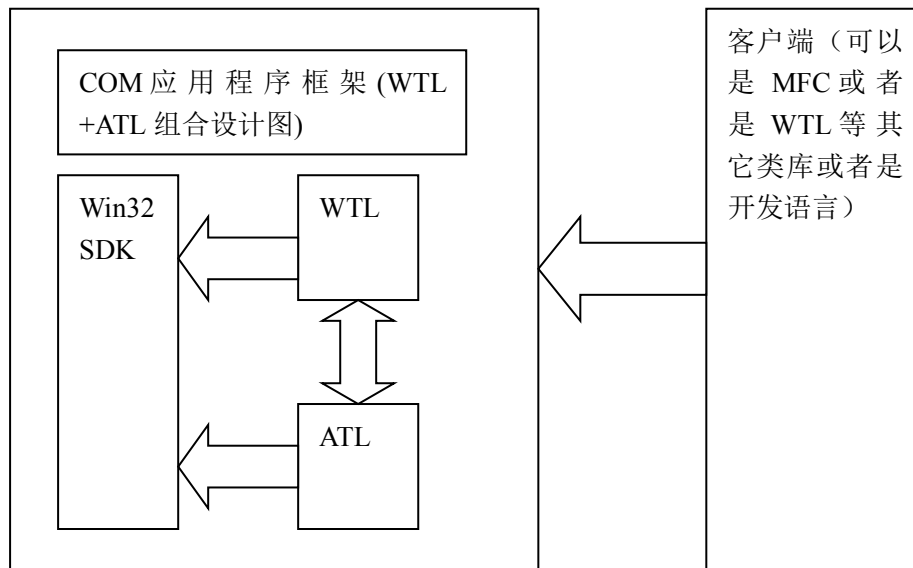 COM 应用程序框架(WTL
+ATL 组合设计图)
Win32
SDK
WTL
ATL
客户端（可以
是 MFC 或者
是 WTL 等其
它类库或者是
开发语言）